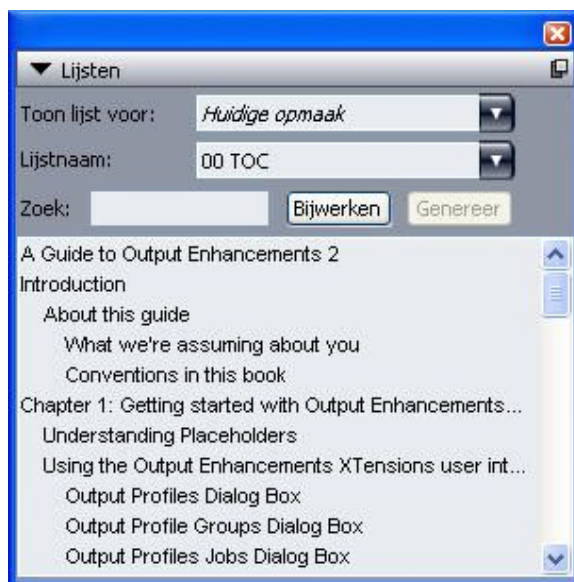 Lijsten
Toon lijst voor: Huidige opmaak
Lijstnaam: 00 TOC
Zoek: Bijwerken Genereer
A Guide to Output Enhancements 2
Introduction
About this guide
What we're assuming about you
Conventions in this book
Chapter 1: Getting started with Output Enhancements...
Understanding Placeholders
Using the Output Enhancements XTensions user int...
Output Profiles Dialog Box
Output Profile Groups Dialog Box
Output Profiles Jobs Dialog Box